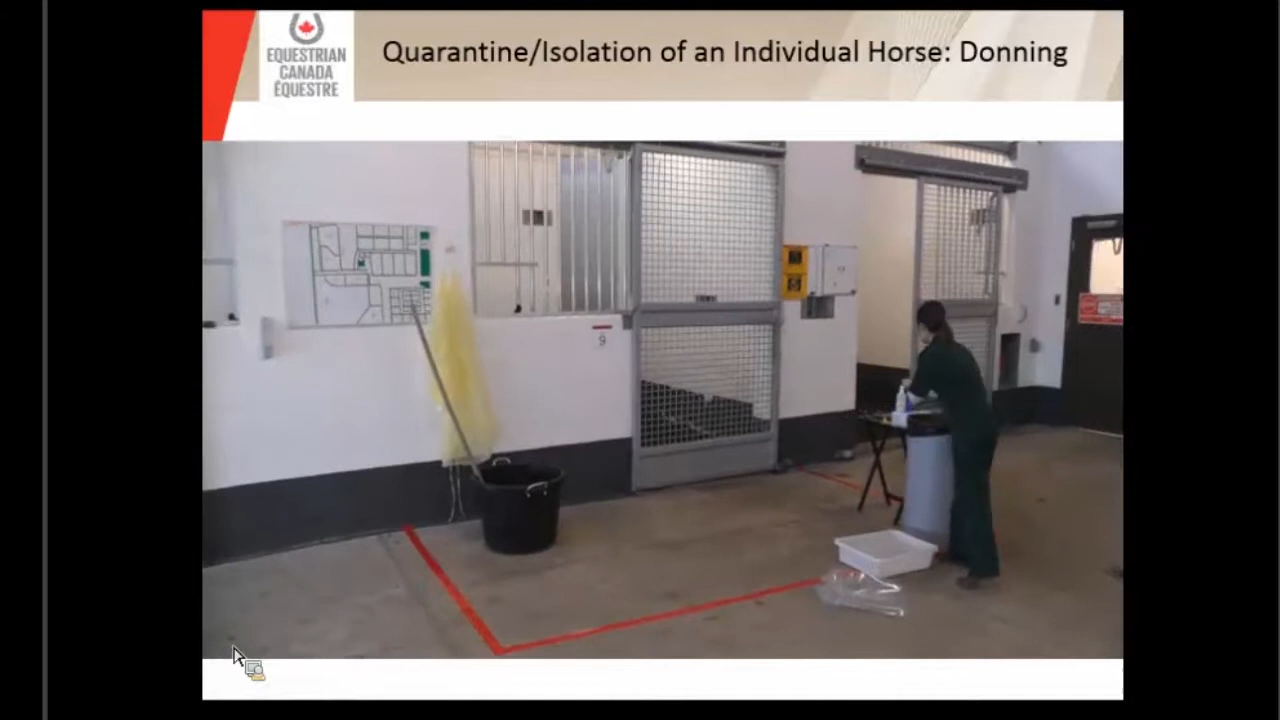 EQUESTRIAN
CANADA
ÉQUESTRE
Quarantine/Isolation of an Individual Horse: Donning
9